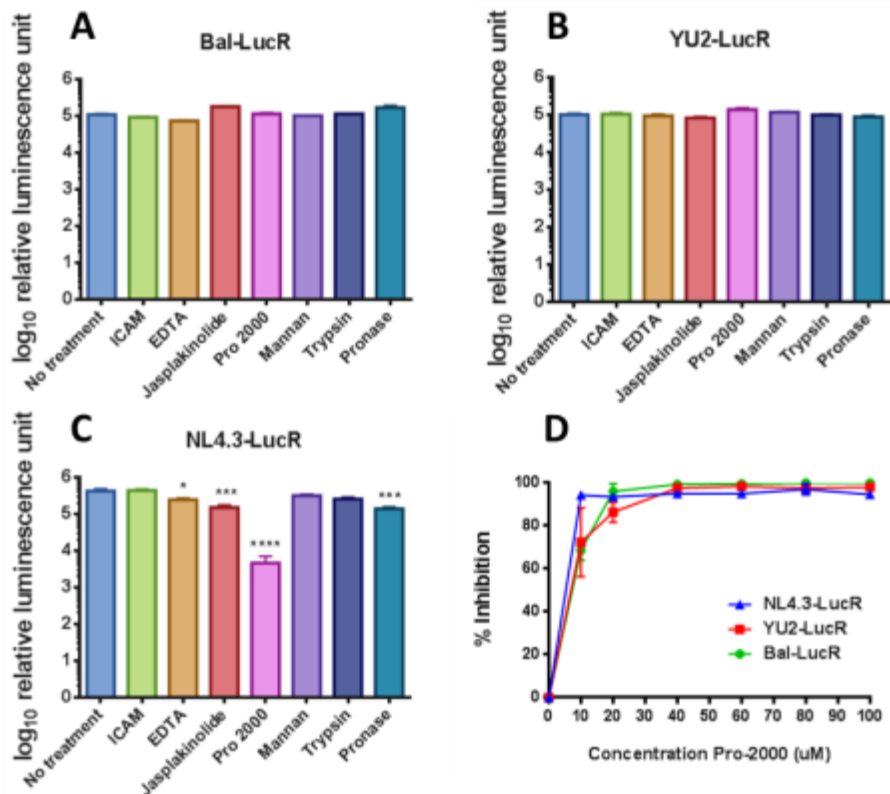 A
Bal-LucR
log10 relative luminescence unit
6
5
4
3
2
1
0
No treatment
ICAM
EDTA
Jasplakinolide
Pro 2000
Mannan
Trypsin
Pronase
B
YU2-LucR
log10 relative luminescence unit
6
5
4
3
2
1
0
No treatment
ICAM
EDTA
Jasplakinolide
Pro 2000
Mannan
Trypsin
Pronase
C
NL4.3-LucR
log10 relative luminescence unit
6
5
4
3
2
1
0
*
***
****
***
No treatment
ICAM
EDTA
Jasplakinolide
Pro 2000
Mannan
Trypsin
Pronase
D
% Inhibition
100
80
60
40
20
0
NL4.3-LucR
YU2-LucR
Bal-LucR
0 10 20 30 40 50 60 70 80 90 100
Concentration Pro-2000 (uM)